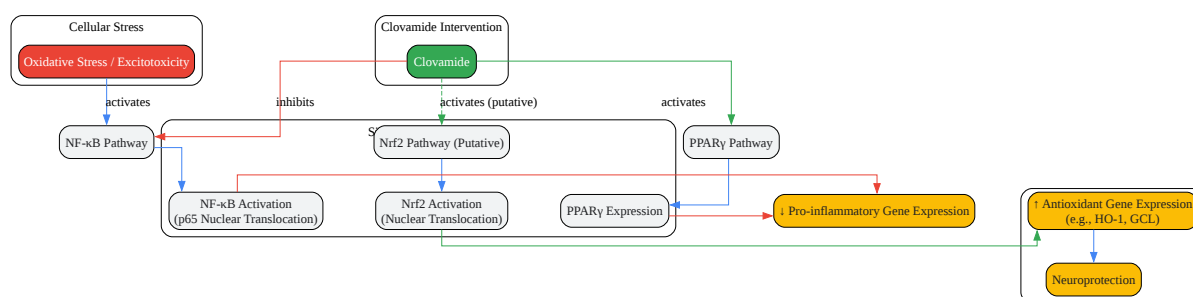 Cellular Stress
Clovamide Intervention
Oxidative Stress / Excitotoxicity
Clovamide
activates
inhibits
activates (putative)
activates
NF-κB Pathway
Nrf2 Pathway (Putative)
PPARγ Pathway
NF-κB Activation
(p65 Nuclear Translocation)
Nrf2 Activation
(Nuclear Translocation)
PPARγ Expression
↓ Pro-inflammatory Gene Expression
↑ Antioxidant Gene Expression
(e.g., HO-1, GCL)
Neuroprotection